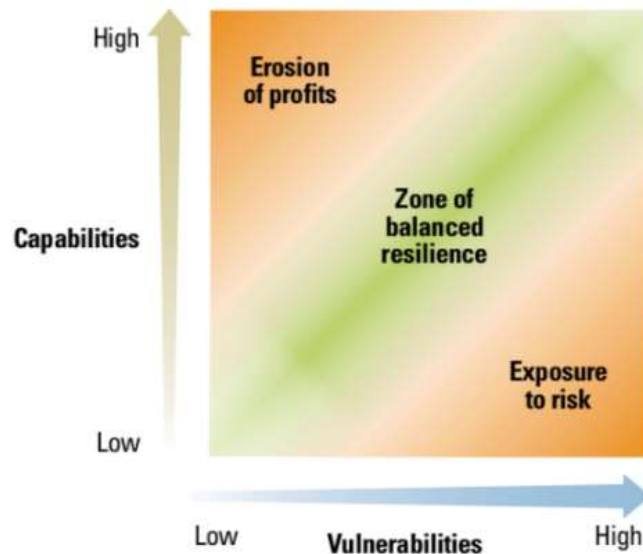 High
Erosion
of profits
Zone of
balanced
resilience
Capabilities
Exposure
to risk
Low
Low
Vulnerabilities
High